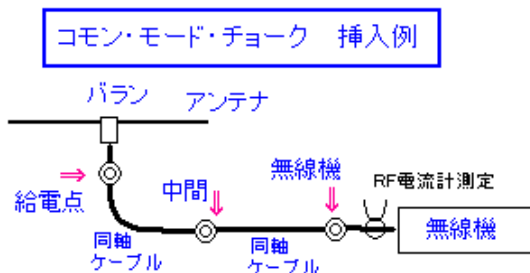 コモン・モード・チョーク　挿入例
バラン
アンテナ
給電点
中間
無線機
RF電流計測定
無線機
同軸
ケーブル
同軸
ケーブル